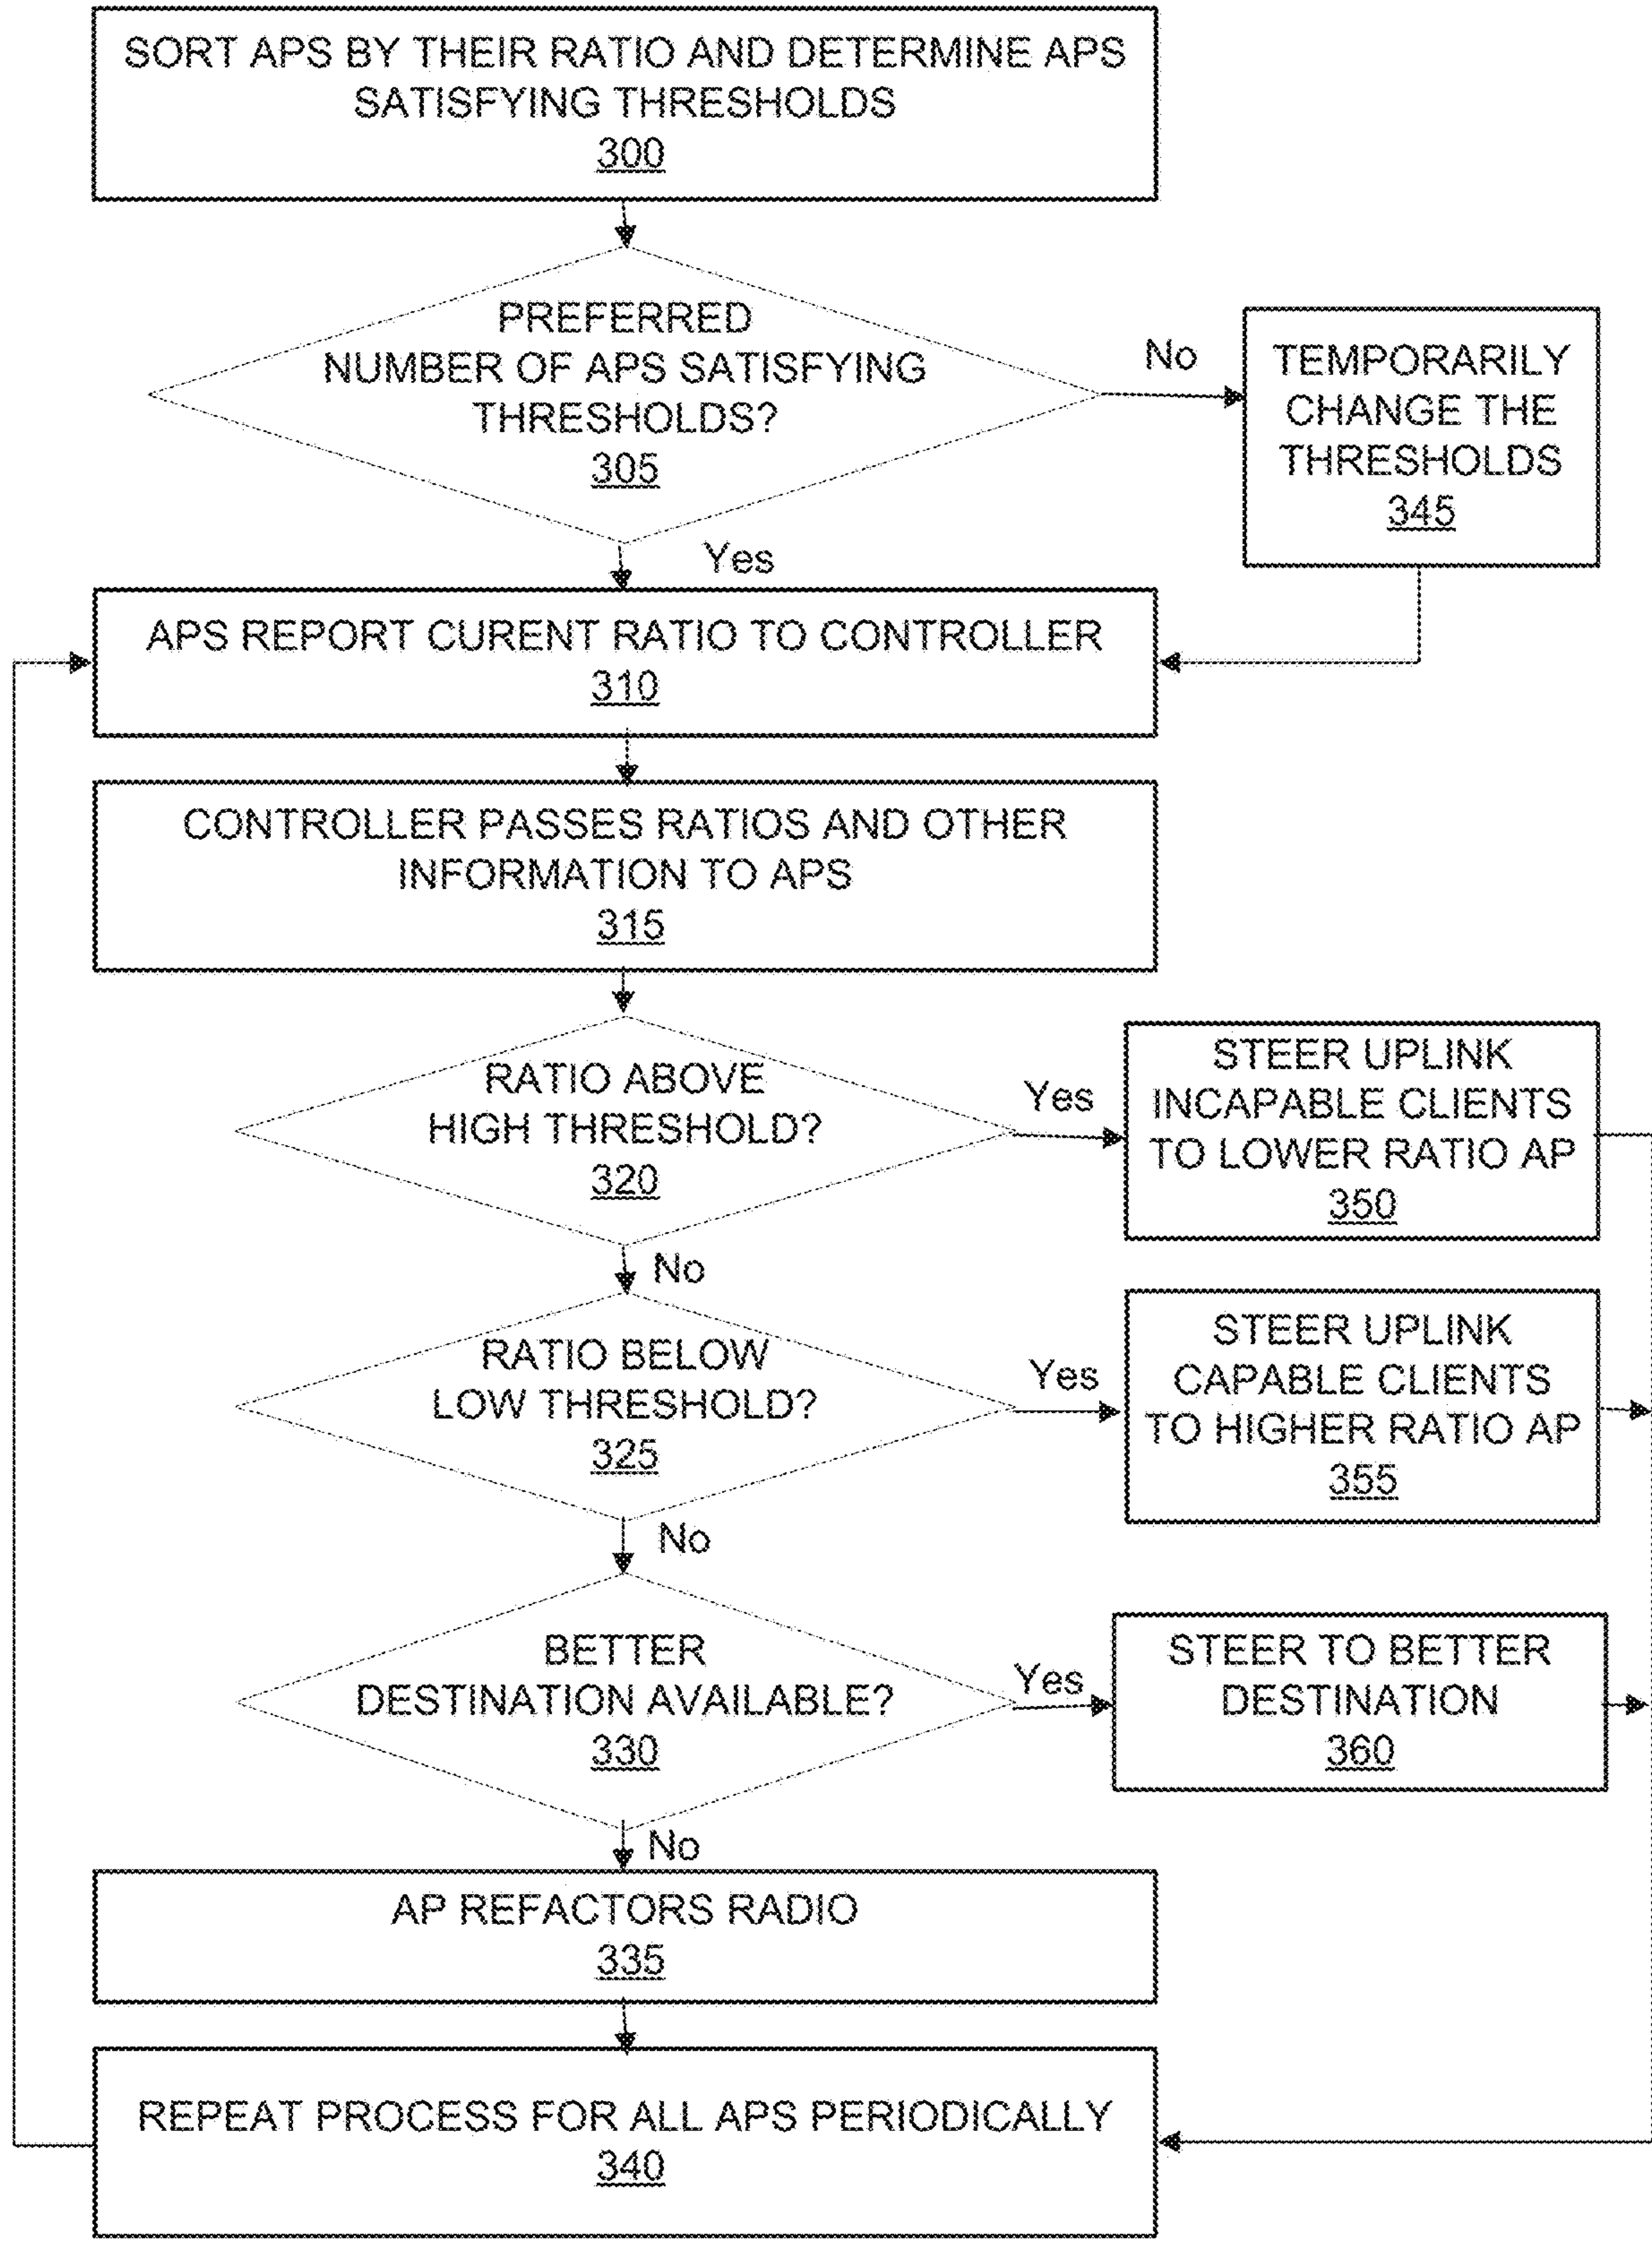 SORT APS BY THEIR RATIO AND DETERMINE APS
SATISFYING THRESHOLDS
300
PREFERRED
NUMBER OF APS SATISFYING
THRESHOLDS?
305
No
TEMPORARILY
CHANGE THE
THRESHOLDS
345
Yes
APS REPORT CURENT RATIO TO CONTROLLER
310
CONTROLLER PASSES RATIOS AND OTHER
INFORMATION TO APS
315
RATIO ABOVE
HIGH THRESHOLD?
320
Yes
STEER UPLINK
INCAPABLE CLIENTS
TO LOWER RATIO AP
350
No
RATIO BELOW
LOW THRESHOLD?
325
Yes
STEER UPLINK
CAPABLE CLIENTS
TO HIGHER RATIO AP
355
No
BETTER
DESTINATION AVAILABLE?
330
Yes
STEER TO BETTER
DESTINATION
360
No
AP REFACTORS RADIO
335
REPEAT PROCESS FOR ALL APS PERIODICALLY
340